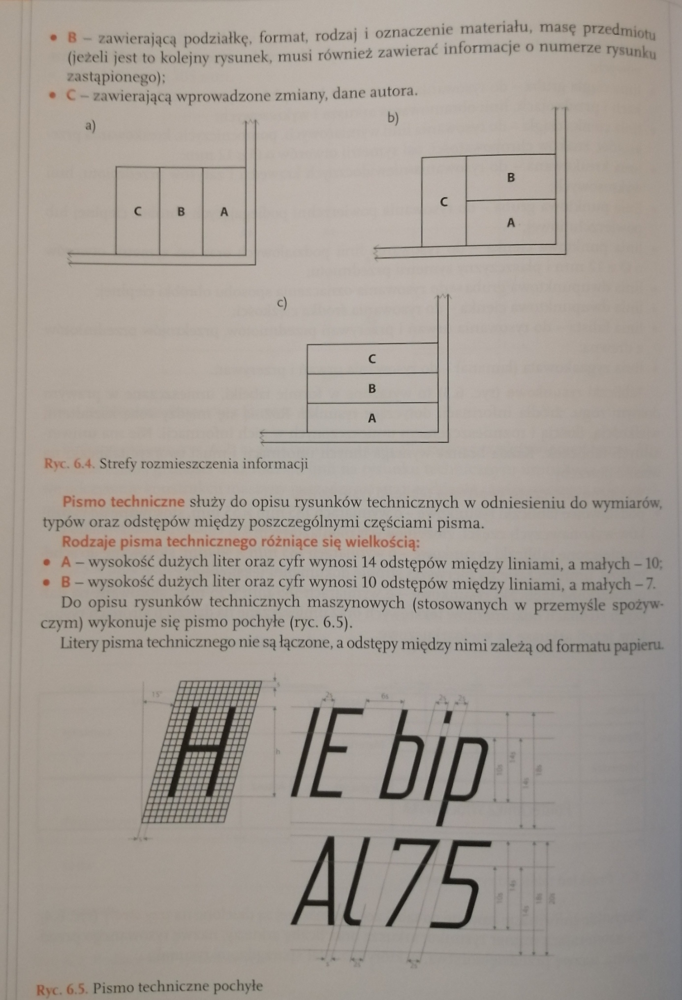 • B – zawierającą podziałkę, format, rodzaj i oznaczenie materiału, masę przedmiotu
(jeżeli jest to kolejny rysunek, musi również zawierać informacje o numerze rysunku
zastąpionego);
• C – zawierającą wprowadzone zmiany, dane autora.
a)
b)
C B A
B
C
A
c)
C
B
A
Ryc. 6.4. Strefy rozmieszczenia informacji
Pismo techniczne służy do opisu rysunków technicznych w odniesieniu do wymiarów,
typów oraz odstępów między poszczególnymi częściami pisma.
Rodzaje pisma technicznego różniące się wielkością:
• A – wysokość dużych liter oraz cyfr wynosi 14 odstępów między liniami, a małych – 10;
• B – wysokość dużych liter oraz cyfr wynosi 10 odstępów między liniami, a małych – 7.
Do opisu rysunków technicznych maszynowych (stosowanych w przemyśle spożyw-
czym) wykonuje się pismo pochyłe (ryc. 6.5).
Litery pisma technicznego nie są łączone, a odstępy między nimi zależą od formatu papieru.
15° s
2s 6s 2s 2s
H h
IE bip
10s 14s 14s 18s
s
Al 75
10s 14s 14s 18s 20s
s 2s 2s
Ryc. 6.5. Pismo techniczne pochyłe